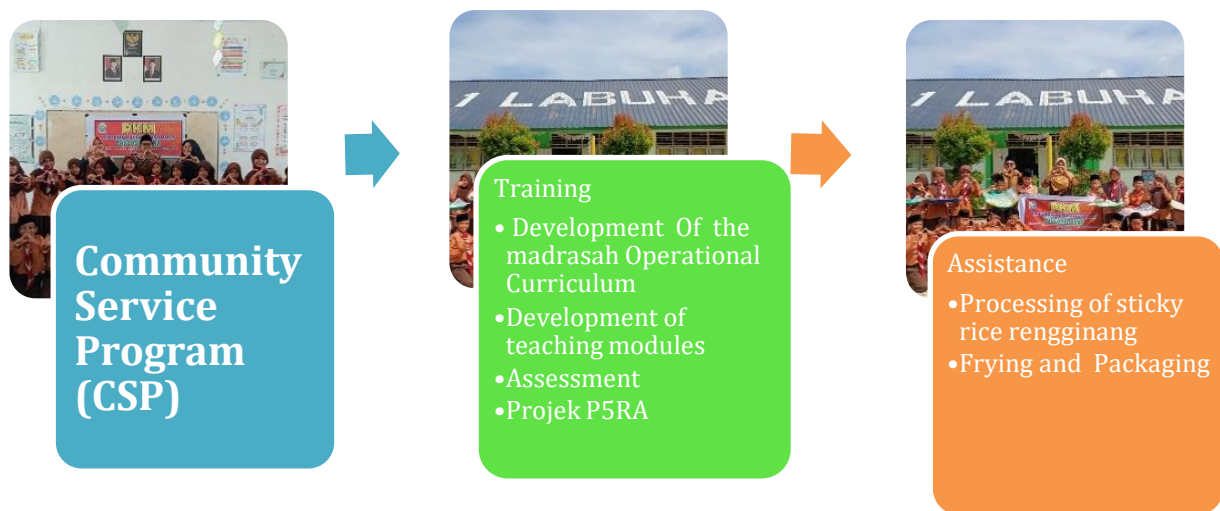 PKM
Community
Service
Program
(CSP)
1 LABUHA
Training
• Development Of the
madrasah Operational
Curriculum
•Development of
teaching modules
•Assessment
•Projek P5RA
1 LABUHA
Assistance
•Processing of sticky
rice rengginang
•Frying and Packaging